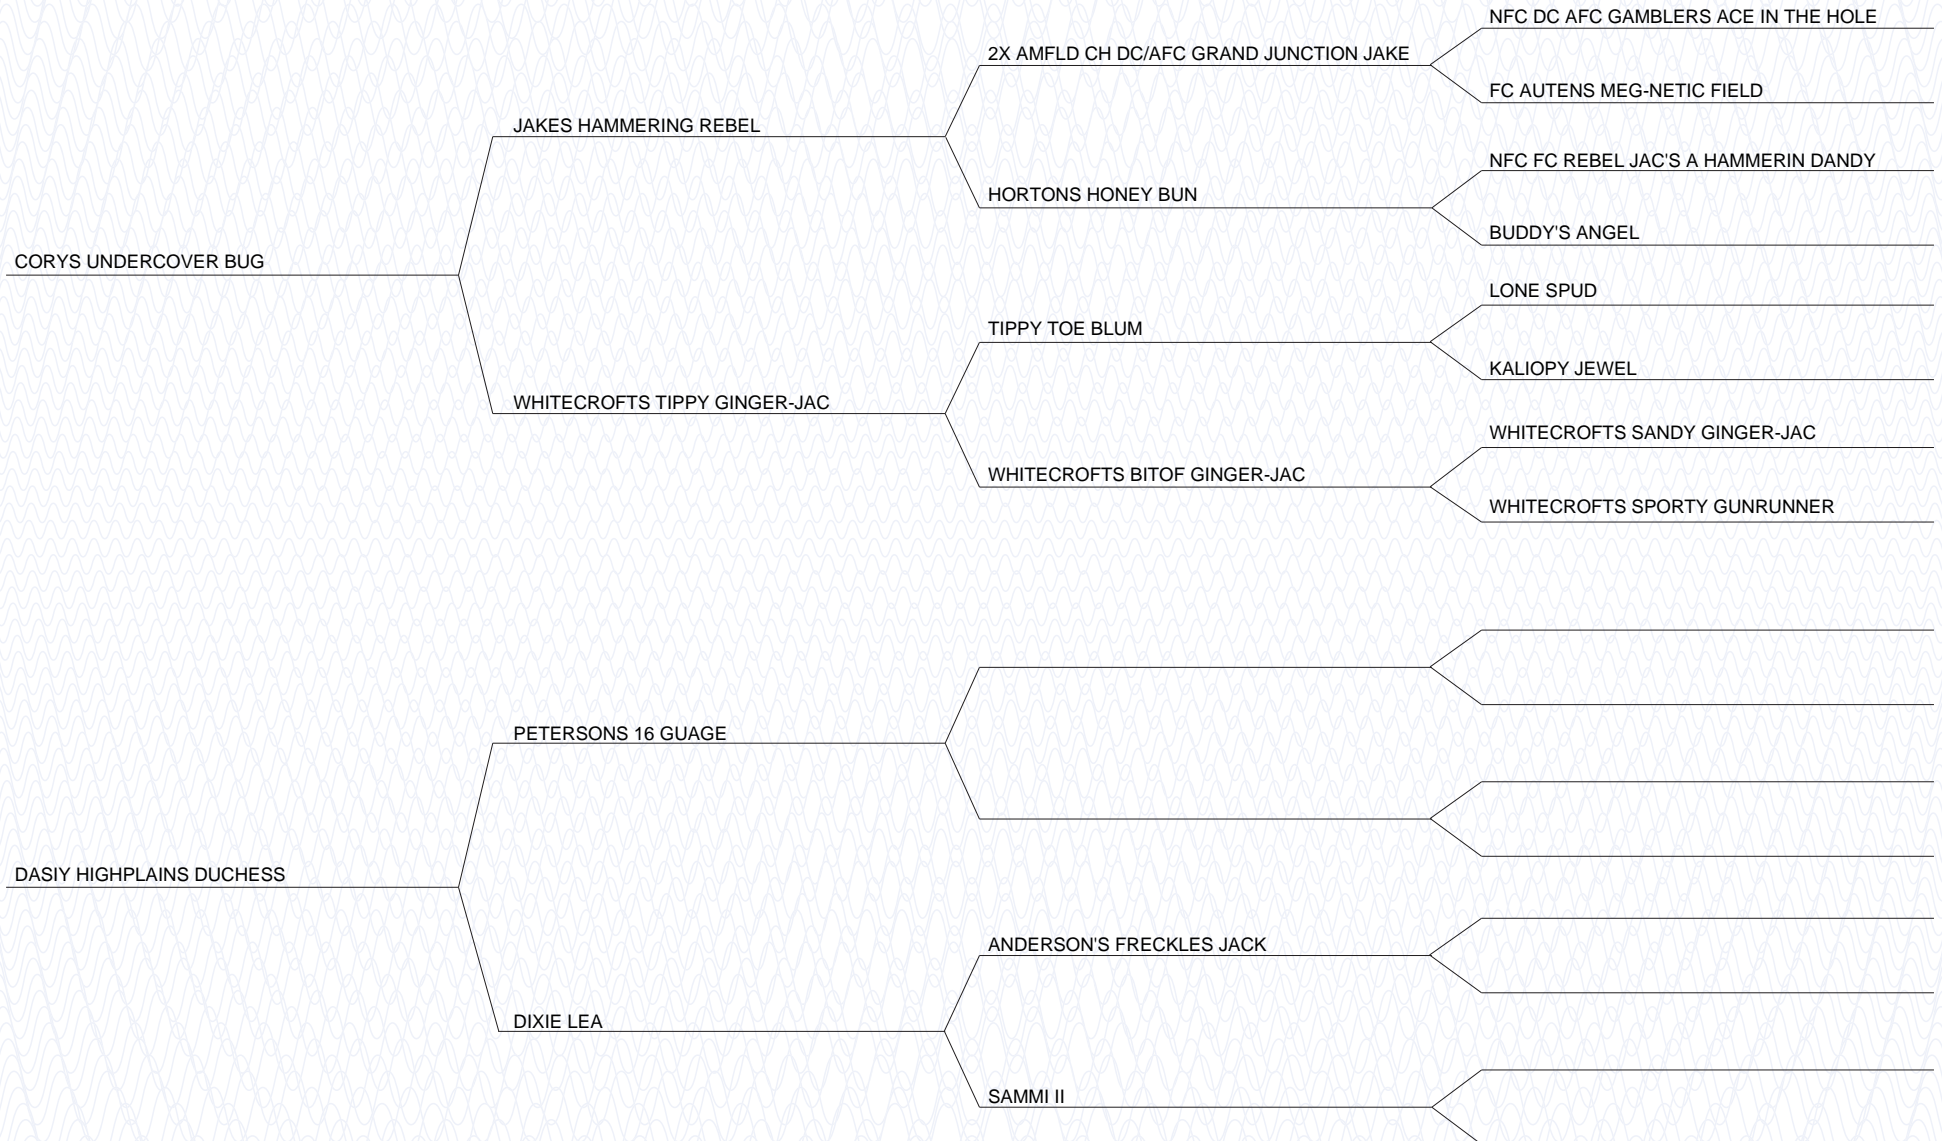 NFC DC AFC GAMBLERS ACE IN THE HOLE
2X AMFLD CH DC/AFC GRAND JUNCTION JAKE
FC AUTENS MEG-NETIC FIELD
JAKES HAMMERING REBEL
NFC FC REBEL JAC'S A HAMMERIN DANDY
HORTONS HONEY BUN
BUDDY'S ANGEL
CORYS UNDERCOVER BUG
LONE SPUD
TIPPY TOE BLUM
KALIOPY JEWEL
WHITECROFTS TIPPY GINGER-JAC
WHITECROFTS SANDY GINGER-JAC
WHITECROFTS BITOF GINGER-JAC
WHITECROFTS SPORTY GUNRUNNER
PETERSONS 16 GUAGE
DASIY HIGHPLAINS DUCHESS
ANDERSON'S FRECKLES JACK
DIXIE LEA
SAMMI II